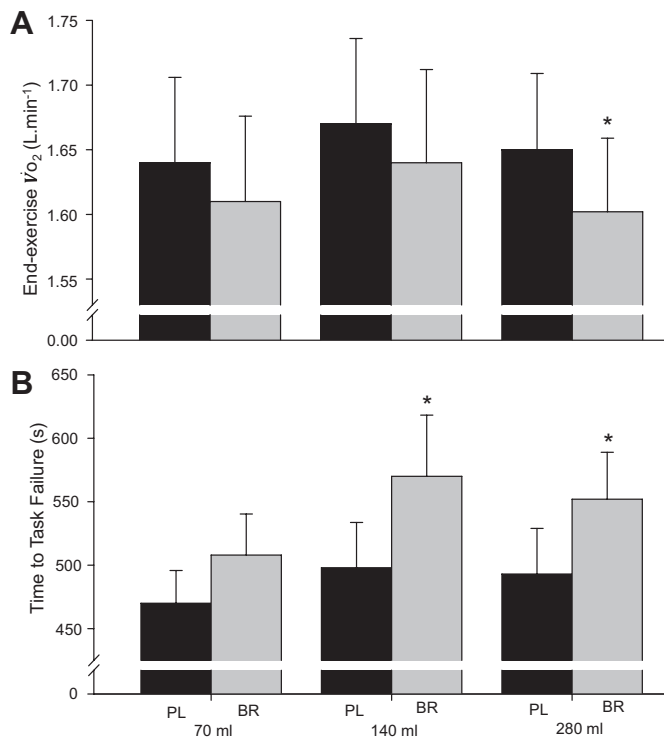 A
1.75
1.70
1.65
1.60
1.55
0.00
End-exercise V̇O₂ (L.min⁻¹)
*
B
650
600
550
500
450
0
Time to Task Failure (s)
*
*
PL BR PL BR PL BR
70 ml 140 ml 280 ml